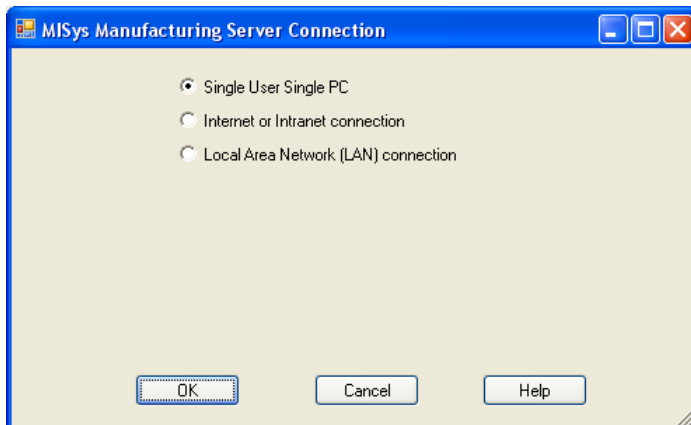 MISys Manufacturing Server Connection
Single User Single PC
Internet or Intranet connection
Local Area Network (LAN) connection
OK Cancel Help